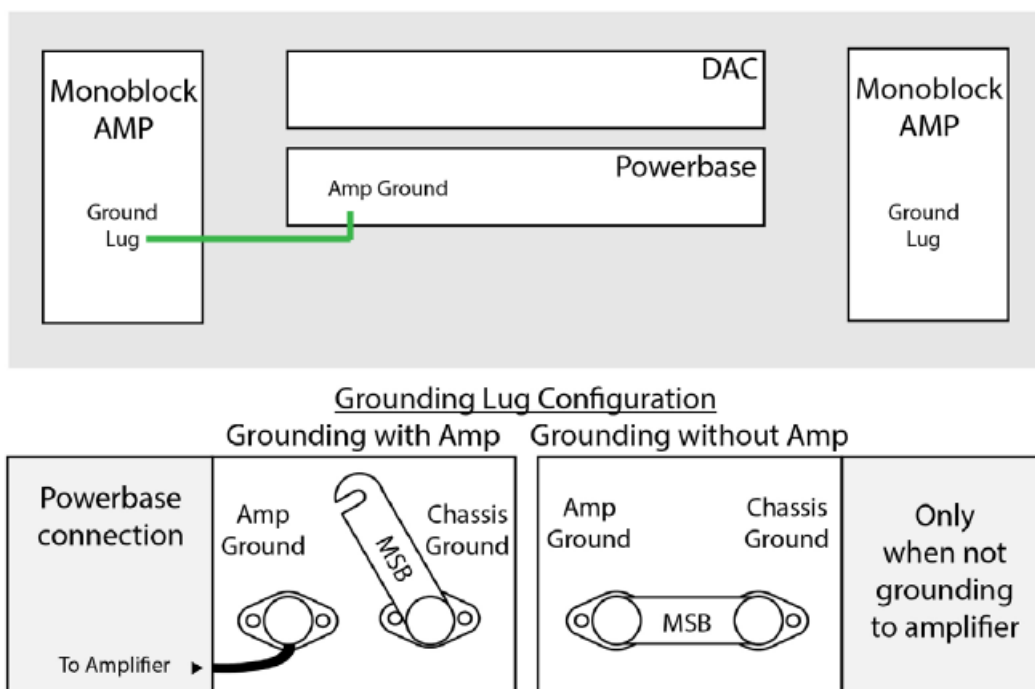 Monoblock
AMP
Ground
Lug
DAC
Powerbase
Amp Ground
Monoblock
AMP
Ground
Lug
Grounding Lug Configuration
Grounding with Amp
Grounding without Amp
Powerbase
connection
To Amplifier
Amp
Ground
MSB
Chassis
Ground
Amp
Ground
MSB
Chassis
Ground
Only
when not
grounding
to amplifier